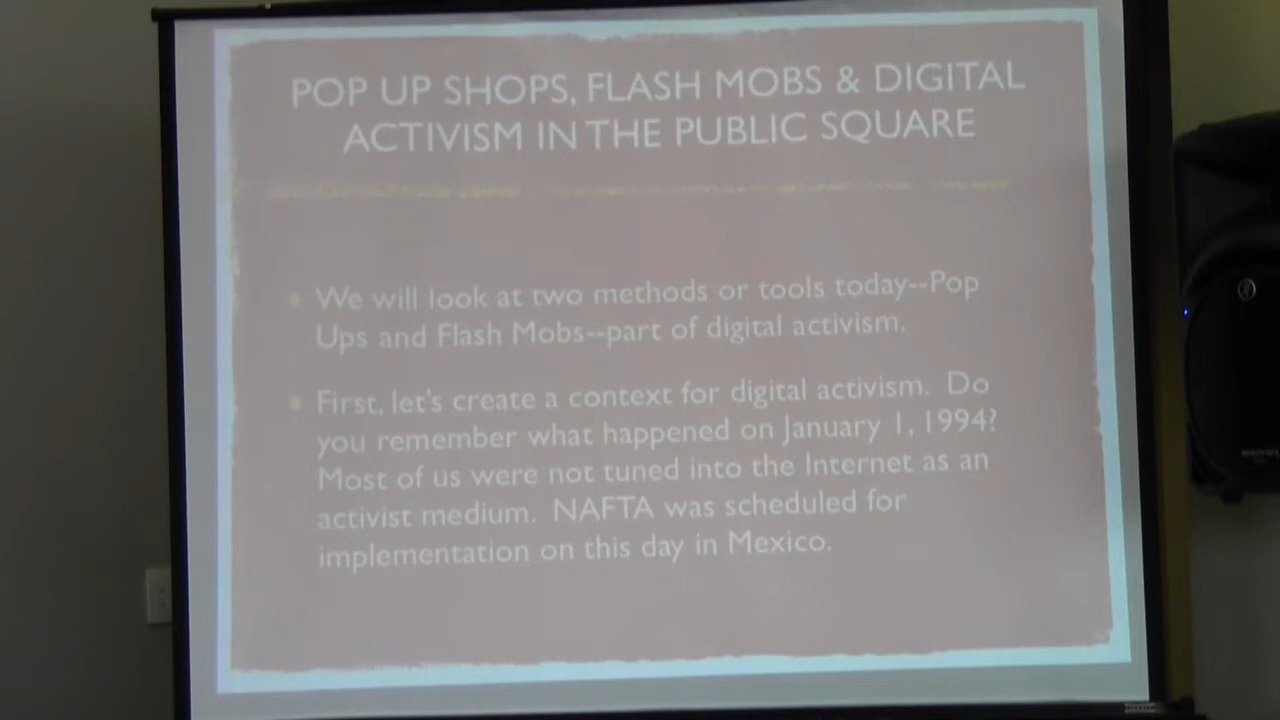 POP UP SHOPS, FLASH MOBS & DIGITAL
ACTIVISM IN THE PUBLIC SQUARE
We will look at two methods or tools today--Pop
Ups and Flash Mobs--part of digital activism.
First, let's create a context for digital activism.  Do
you remember what happened on January 1, 1994?
Most of us were not tuned into the Internet as an
activist medium.  NAFTA was scheduled for
implementation on this day in Mexico.